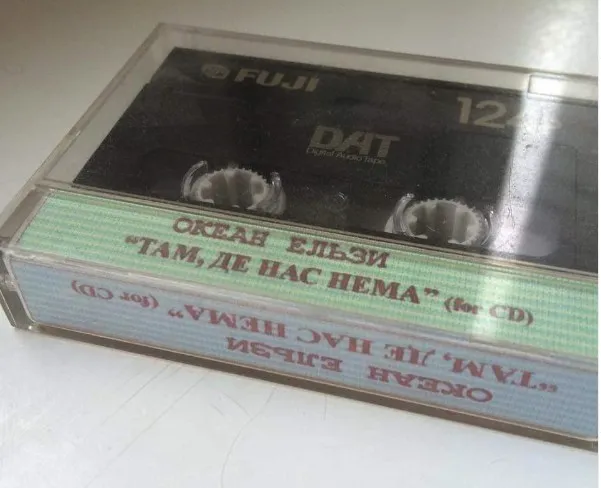 FUJI
124
DAT
Digital Audio Tape
ОКЕАН ЕЛЬЗИ
“ТАМ, ДЕ НАС НЕМА” (for CD)
ОКЕАН ЕЛЬЗИ
“ТАМ, ДЕ НАС НЕМА” (for CD)